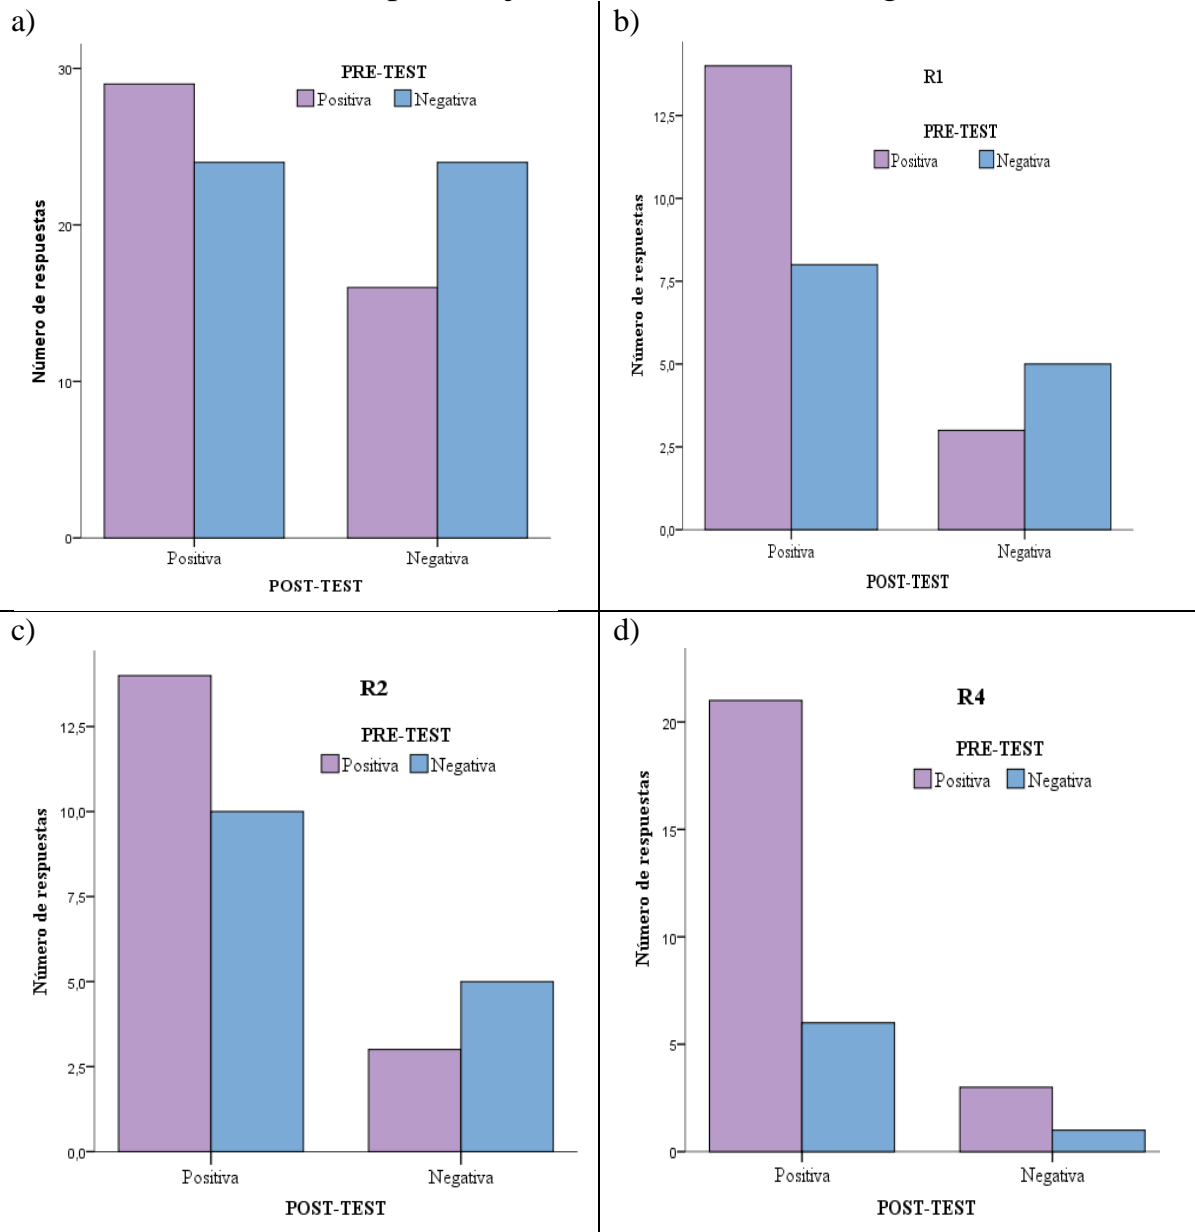 a)
PRE-TEST
Positiva Negativa
30
20
10
0
Número de respuestas
Positiva Negativa
POST-TEST
b)
R1
PRE-TEST
Positiva Negativa
12,5
10,0
7,5
5,0
2,5
0,0
Número de respuestas
Positiva Negativa
POST-TEST
c)
R2
PRE-TEST
Positiva Negativa
12,5
10,0
7,5
5,0
2,5
0,0
Número de respuestas
Positiva Negativa
POST-TEST
d)
R4
PRE-TEST
Positiva Negativa
20
15
10
5
0
Número de respuestas
Positiva Negativa
POST-TEST